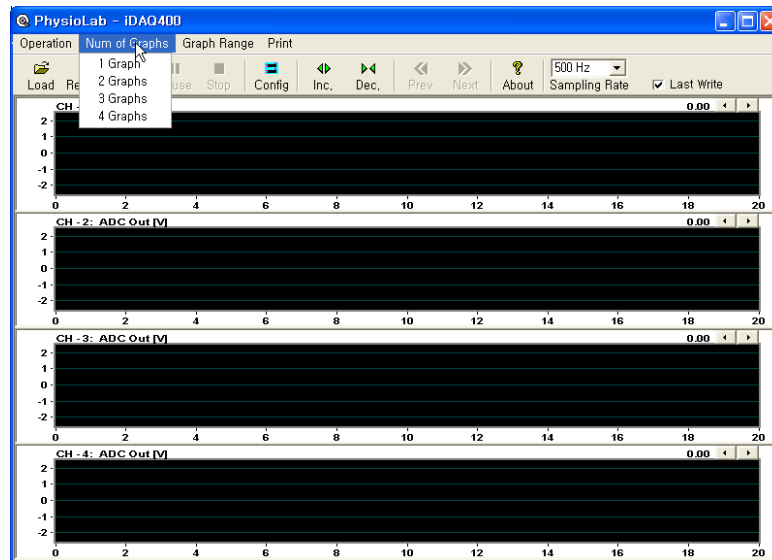 PhysioLab - iDAQ400
Operation Num of Graphs Graph Range Print
1 Graph
2 Graphs
3 Graphs
4 Graphs
Load Stop Config Inc. Dec. Prev Next About Sampling Rate Last Write
500 Hz
CH - 0.00
2
1
0
-1
-2
0 2 4 6 8 10 12 14 16 18 20
CH - 2: ADC Out [V] 0.00
2
1
0
-1
-2
0 2 4 6 8 10 12 14 16 18 20
CH - 3: ADC Out [V] 0.00
2
1
0
-1
-2
0 2 4 6 8 10 12 14 16 18 20
CH - 4: ADC Out [V] 0.00
2
1
0
-1
-2
0 2 4 6 8 10 12 14 16 18 20